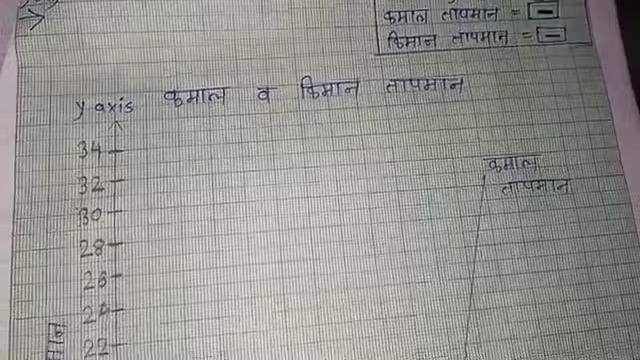 कमाल तापमान =
किमान तापमान =
y axis कमाल व किमान तापमान
34
32
30
28
26
24
22
कमाल
तापमान